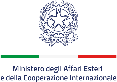 Ministero degli Affari Esteri
e della Cooperazione Internazionale